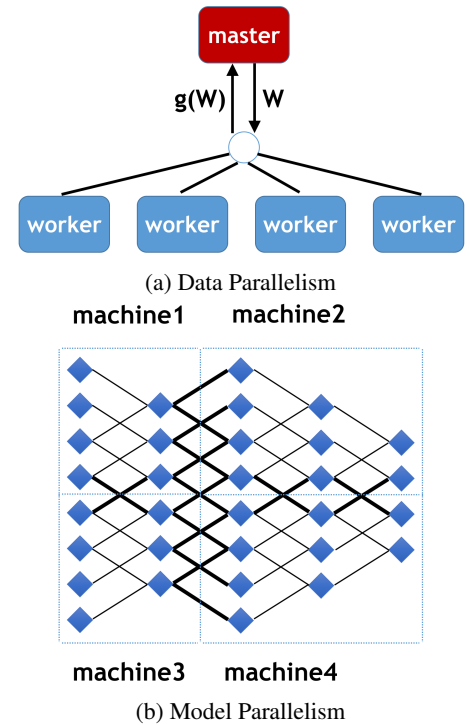 master
g(W) W
worker worker worker worker
(a) Data Parallelism
machine1 machine2
machine3 machine4
(b) Model Parallelism